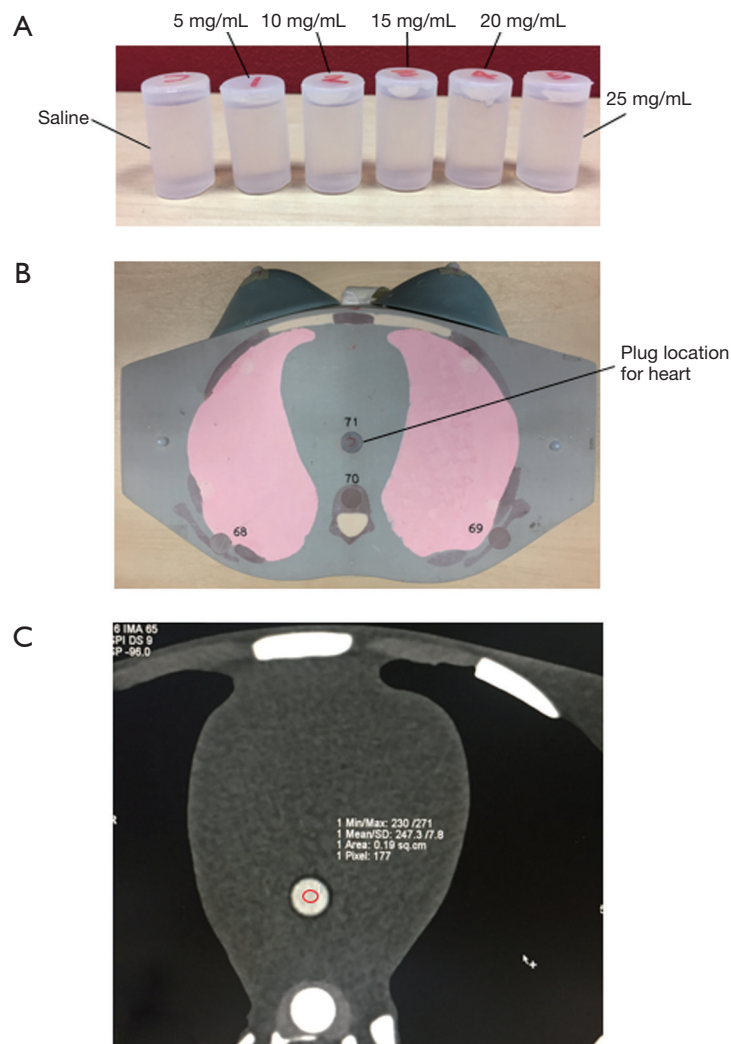 A
5 mg/mL 10 mg/mL 15 mg/mL 20 mg/mL
Saline
25 mg/mL
1
B
Plug location
for heart
71
70
68
69
C
6 IMA 65
SPI DS 9
SP -96.0
R
1 Min/Max: 230 /271
1 Mean/SD: 247.3 /7.8
1 Area: 0.19 sq.cm
1 Pixel: 177